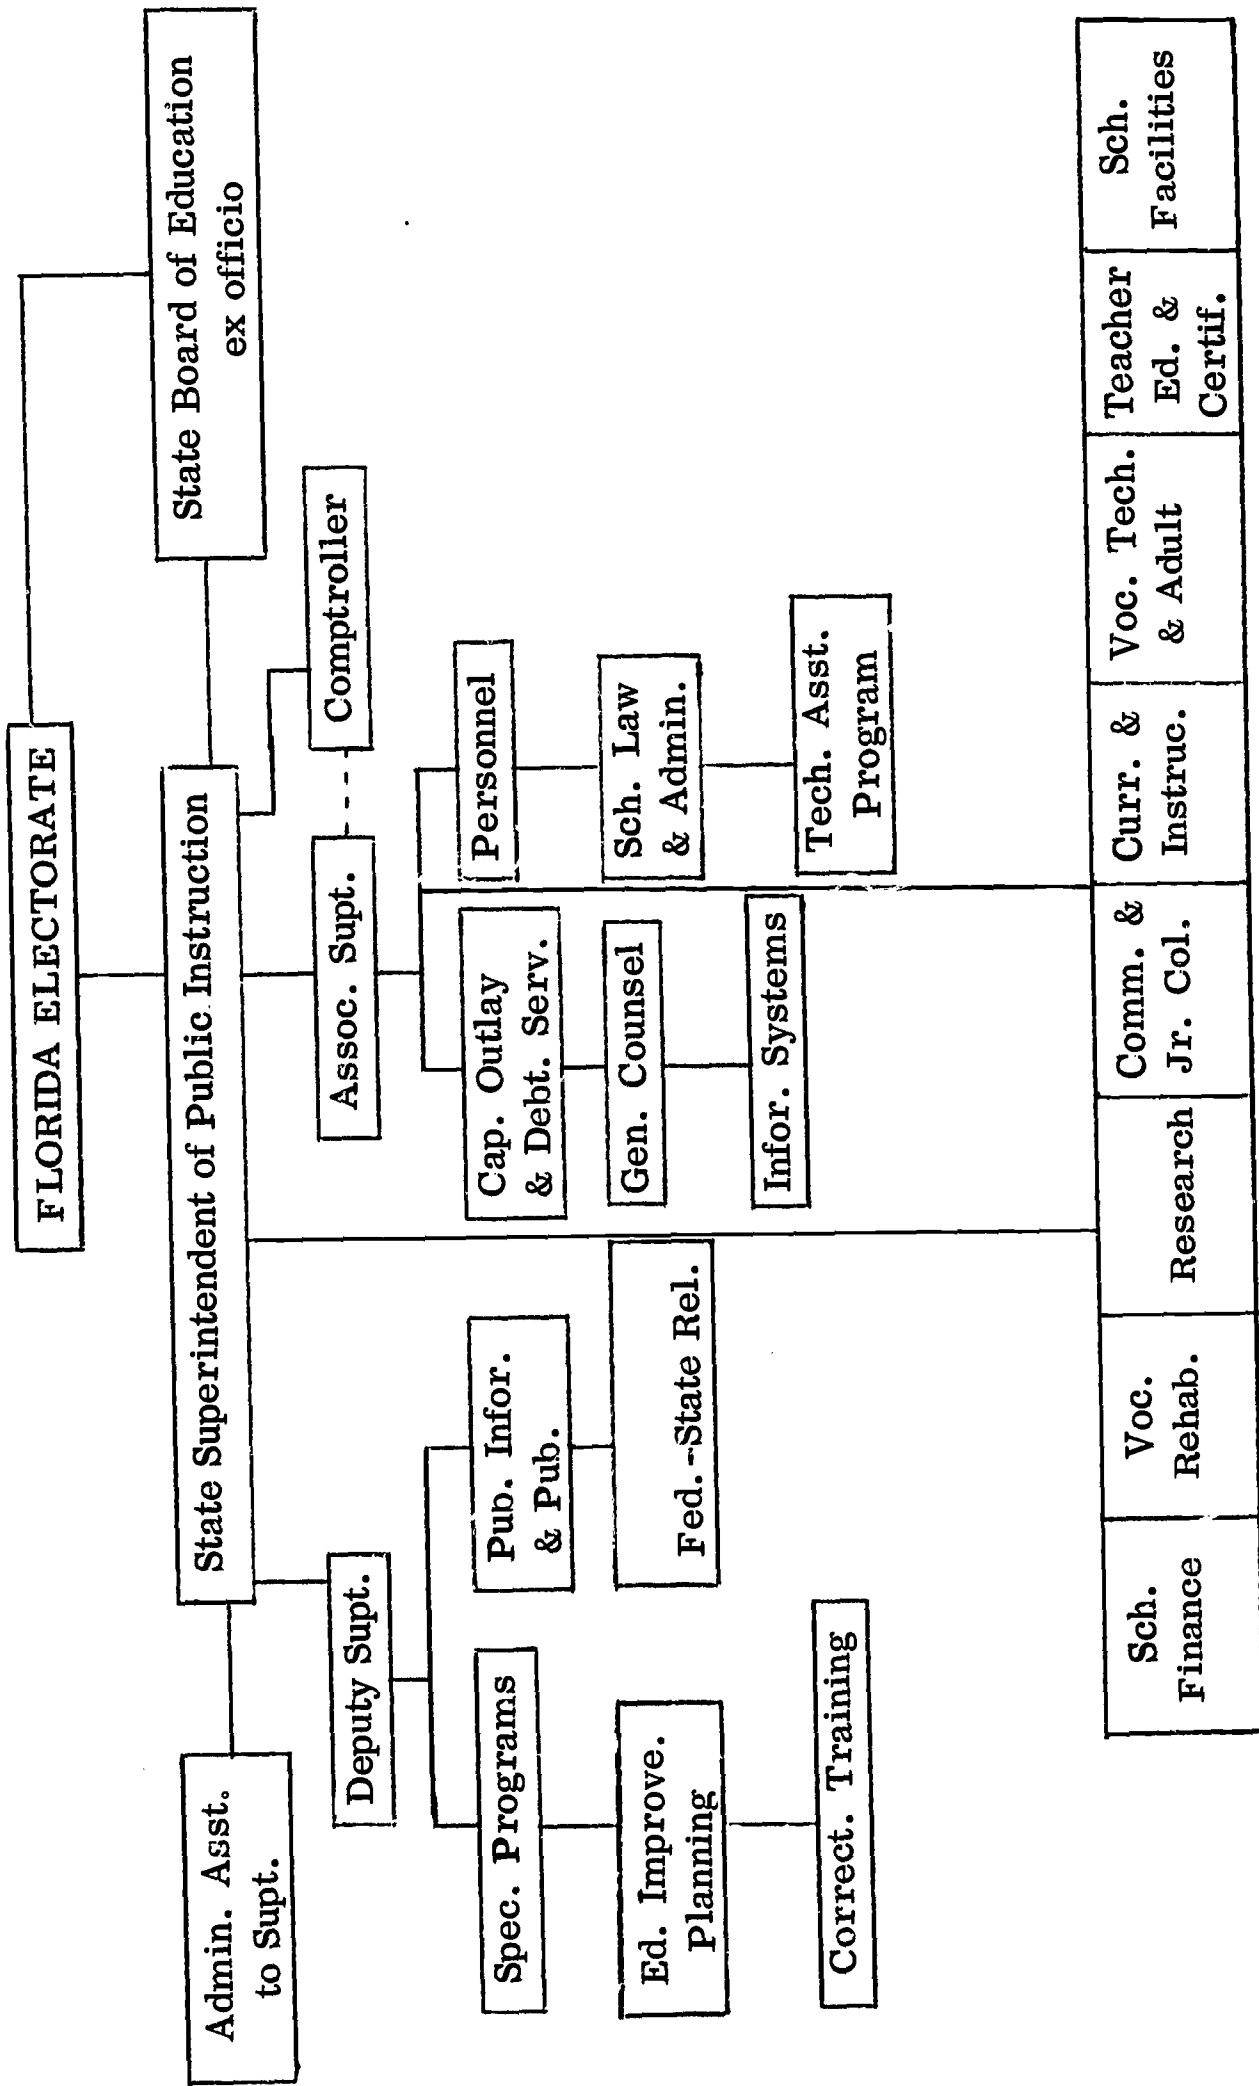 FLORIDA ELECTORATE
State Board of Education
ex officio
State Superintendent of Public Instruction
Admin. Asst.
to Supt.
Deputy Supt.
Assoc. Supt.
Comptroller
Spec. Programs
Pub. Infor.
& Pub.
Cap. Outlay
& Debt. Serv.
Personnel
Ed. Improve.
Planning
Fed.-State Rel.
Gen. Counsel
Sch. Law
& Admin.
Correct. Training
Infor. Systems
Tech. Asst.
Program
Sch.
Finance
Voc.
Rehab.
Research
Comm. &
Jr. Col.
Curr. &
Instruc.
Voc. Tech.
& Adult
Teacher
Ed. &
Certif.
Sch.
Facilities